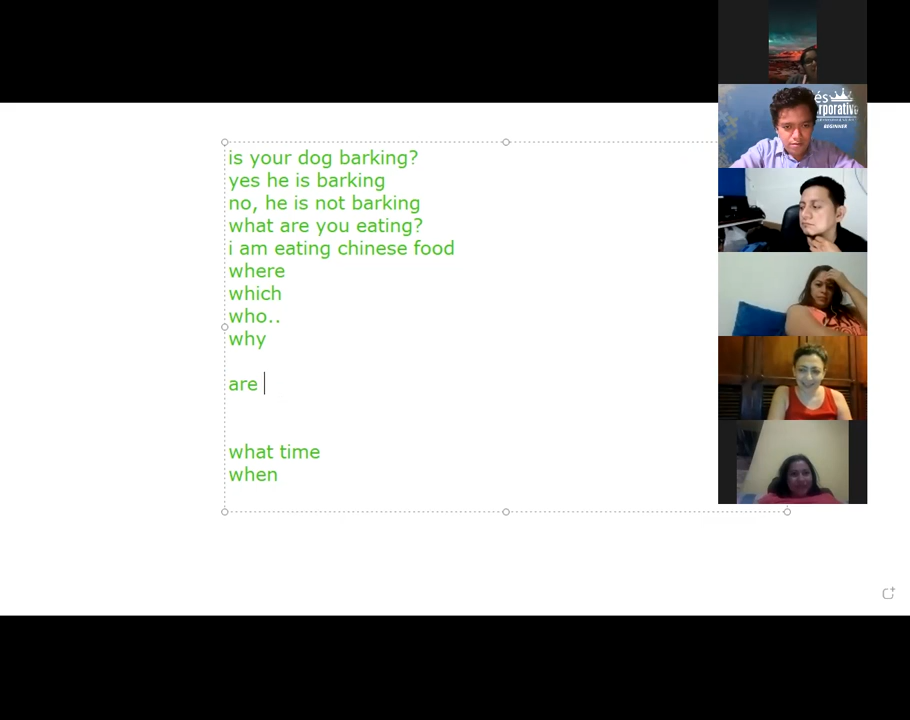 is your dog barking?
yes he is barking
no, he is not barking
what are you eating?
i am eating chinese food
where
which
who..
why
are
what time
when
BEGINNER